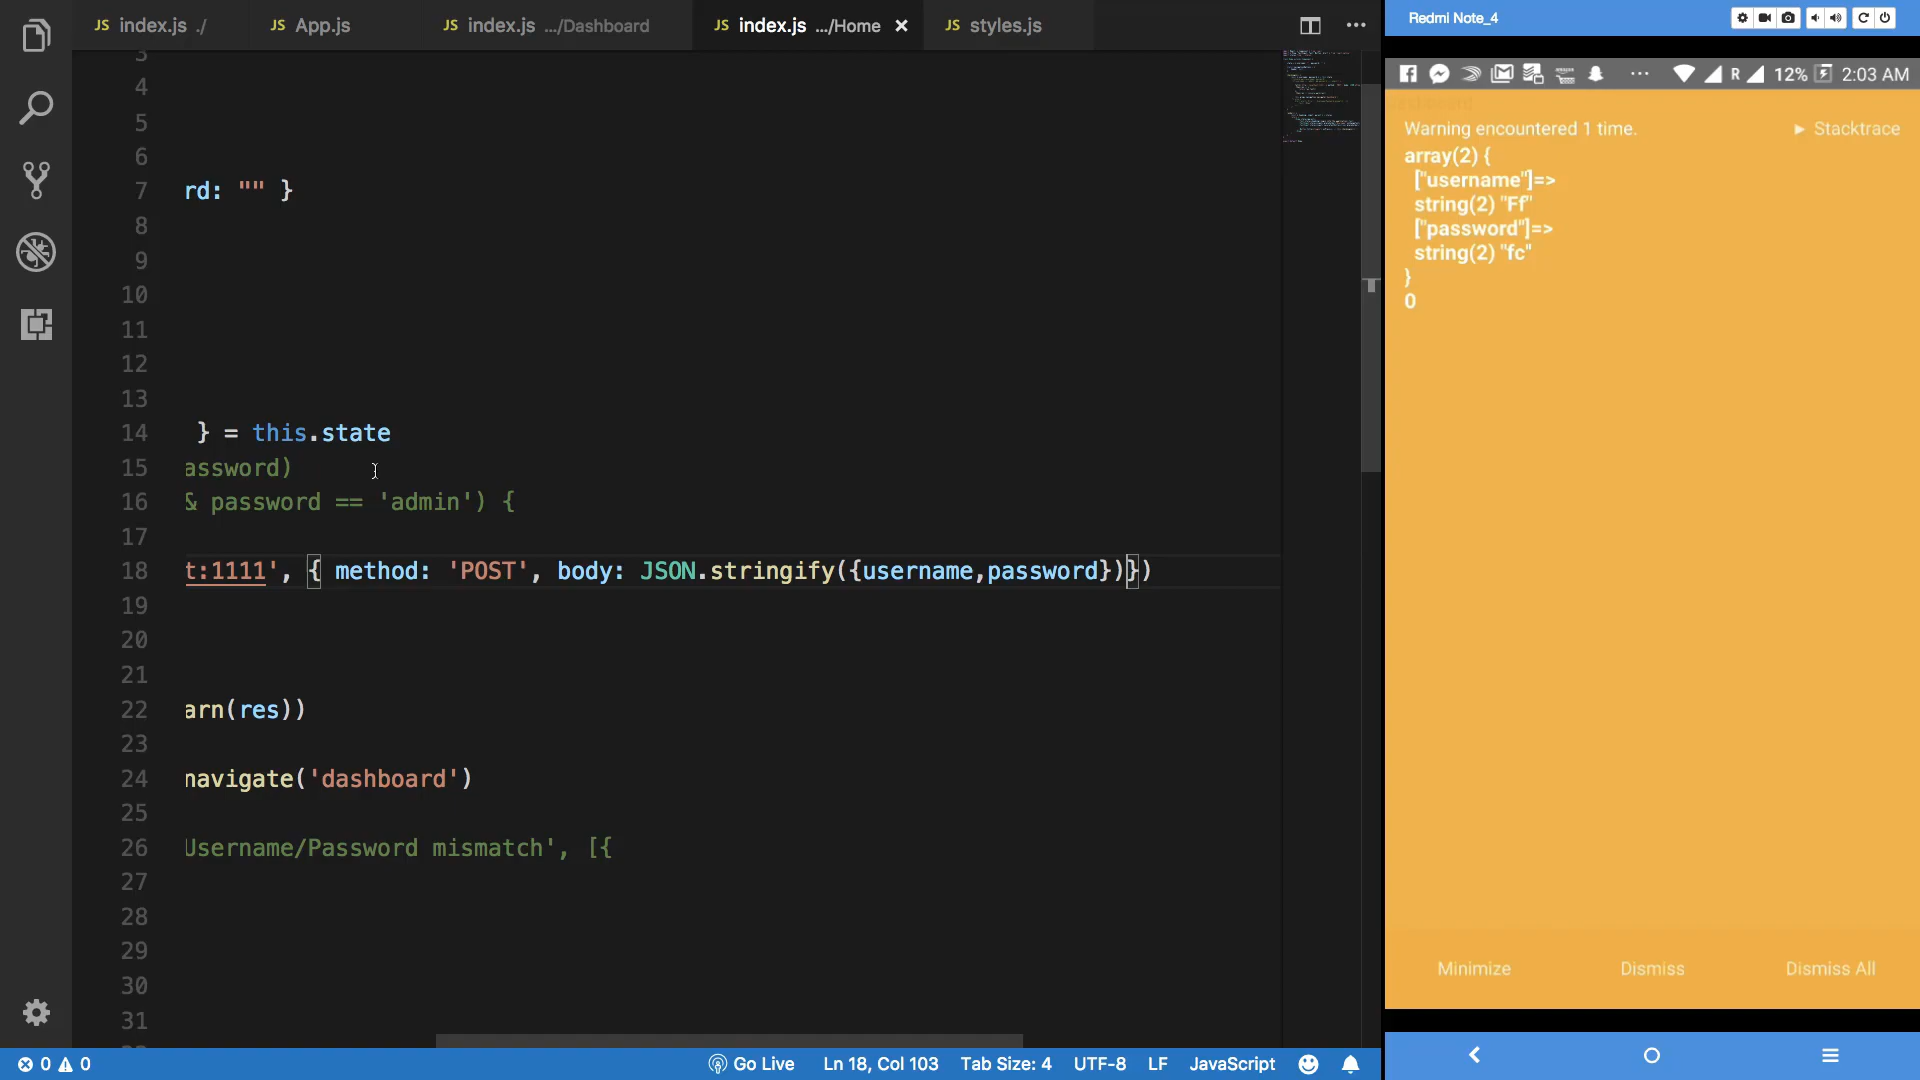 JS index.js ./
JS App.js
JS index.js .../Dashboard
JS index.js .../Home
JS styles.js
3
4
5
6
7 rd: "" }
8
9
10
11
12
13
14 } = this.state
15 assword)
16 & password == 'admin') {
17
18 t:1111', { method: 'POST', body: JSON.stringify({username,password})})
19
20
21
22 arn(res))
23
24 navigate('dashboard')
25
26 Username/Password mismatch', [{
27
28
29
30
31
0 0
Go Live
Ln 18, Col 103
Tab Size: 4
UTF-8
LF
JavaScript
Redmi Note_4
R 12% 2:03 AM
Warning encountered 1 time.
Stacktrace
array(2) {
["username"]=>
string(2) "Ff"
["password"]=>
string(2) "fc"
}
0
Minimize
Dismiss
Dismiss All